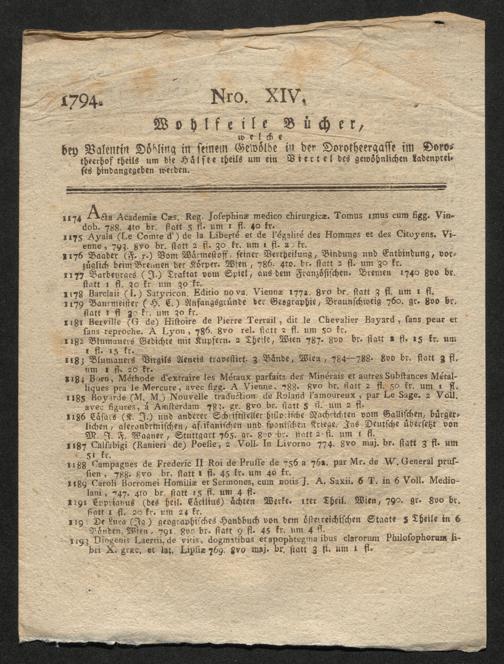 1794.
Nro. XIV.
Wohlfeile Bücher,
welche
bey Valentin Döbling in seinem Gewölbe in der Dorotheergasse im Doro-
theerhof theils um die Hälfte theils um ein Viertel des gewöhnlichen Ladenprei-
ses hindangegeben werden.
1174 Acta Academiæ Cæs. Reg. Josephinæ medico chirurgicæ. Tomus 1mus cum figg. Vin-
dob. 788. 4to br. statt 5 fl. um 1 fl. 40 kr.
1175 Ayala (Le Comte d') de la Liberté et de l'égalité des Hommes et des Citoyens. Vi-
enne, 793. 8vo br. statt 2 fl. 30 kr. um 1 fl. 2 kr.
1176 Baader (F. x.) Vom Wärmestoff, seiner Vertheilung, Bindung und Entbindung, vor-
züglich beim Brennen der Körper. Wien, 786. 4to. br. statt 2 fl. um 30 kr.
1177 Barbeyracs (J.) Traktat vom Spiel, aus dem Französischen. Bremen 1740 8vo br.
statt 1 fl. 30 kr. um 30 kr.
1178 Barclaii (I.) Satyricon. Editio nova. Viennæ 1772. 8vo br. statt 3 fl. um 1 fl.
1179 Baurmeister (F. E.) Anfangsgründe der Geographie, Braunschweig 760. gr. 8vo br.
statt 1 fl 30 kr. um 30 kr.
1181 Berville (G de) Histoire de Pierre Terrail, dit le Chevalier Bayard, sans peur et
sans reproche. A Lyon, 786. 8vo rel. statt 2 fl. um 50 kr.
1182 Blumauers Gedichte mit Kupfern. 2 Theile, Wien 787. 8vo br. statt 2 fl. 15 kr. um
1 fl. 15 kr.
1183 Blumauers Virgils Aeneis travestirt. 3 Bände, Wien, 784—788. 8vo br. statt 3 fl.
um 1 fl. 20 kr.
1184 Born, Méthode d'extraire les Métaux parfaits des Minérais et autres Substances Métal-
liques pra le Mercure, avec figg. A Vienne. 788. 8vo br. statt 2 fl. 50 kr. um 1 fl.
1185 Boyarde (M. M.) Nouvelle traduction de Roland l'amoureux, par Le Sage. 2 Voll.
avec figures, á Amsterdam 783. gr. 8vo br. statt 5 fl. um 2 fl.
1186 Cäsars (K. J.) und anderer Schriftsteller historische Nachrichten vom Gallischen, bürger-
lichen, alexandrinischen, afrikanischen und spanischen Kriege. Ins Deutsche übersetzt von
M. J. F. Wagner, Stuttgart 765. gr. 8vo br. statt 2 fl. um 1 fl.
1187 Calsabigi (Ranieri de) Poesie, 2 Voll. In Livorno 774. 8vo maj. br. statt 3 fl. um
51 kr.
1188 Campagnes de Frederic II Roi de Prusse de 756 a 762. par Mr. de W. General prus-
sien, 788. 8vo br. statt 1 fl. 45 kr. um 40 kr.
1189 Caroli Borromei Homiliæ et Sermones, cum notis J. A. Saxii. 6 T. in 6 Voll. Medio-
lani, 747. 4to br. statt 15 fl. um 4 fl.
1191 Cyprianus (des heil. Cäcilius) ächten Werke. 1ter Theil. Wien, 790. gr. 8vo br.
statt 1 fl. 20 kr. um 24 kr.
1191 De Luca (Ig.) geographisches Handbuch von dem österreichischen Staate 5 Theile in 6
Bänden, Wien, 791. 8vo br. statt 9 fl. 45 kr. um 4 fl.
1193 Diogenis Laertii, de vitis, dogmatibus et apophtegmatibus clarorum Philosophorum li-
bri X. græc. et lat. Lipsiæ 769. 8vo maj. br. statt 3 fl. um 1 fl.